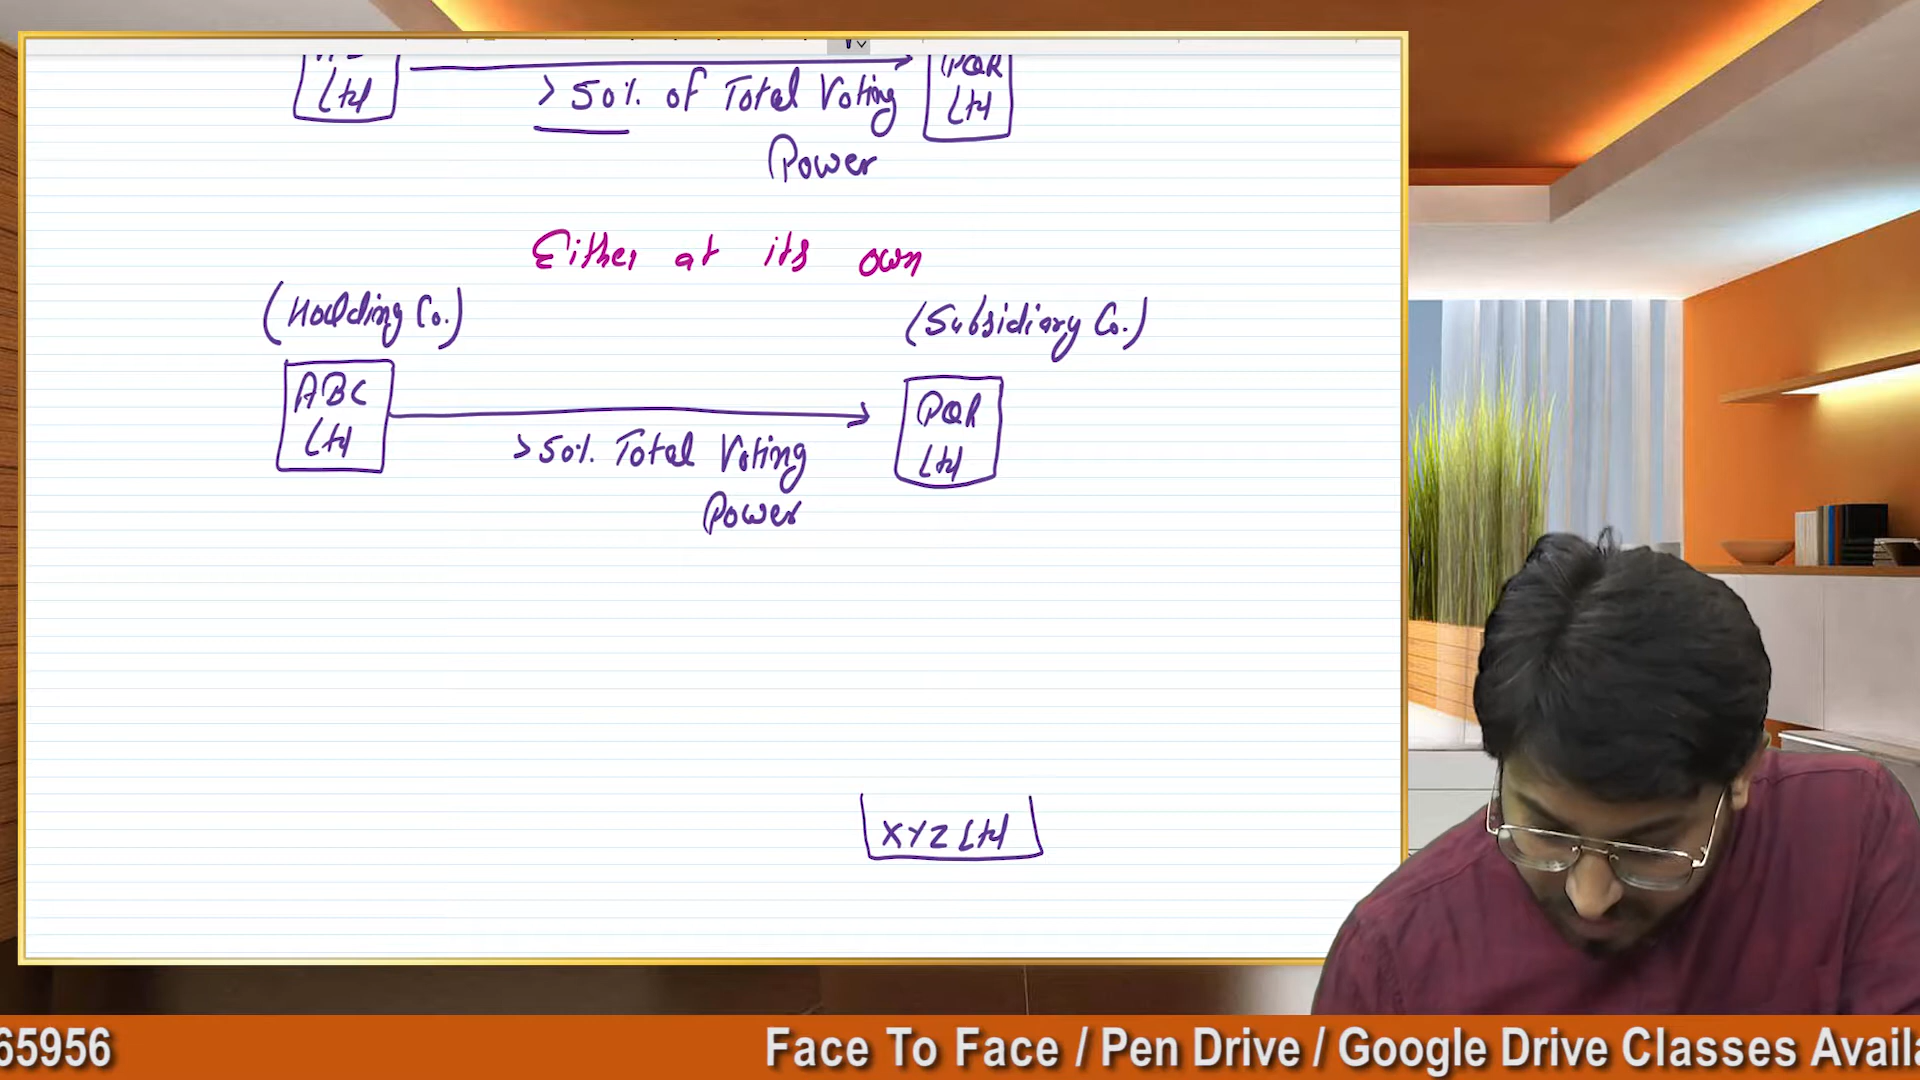 Ltd
> 50% of Total Voting
Power
PQR
Ltd
Either at its own
(Holding Co.)
(Subsidiary Co.)
ABC
Ltd
>50% Total Voting
Power
PQR
Ltd
XYZ Ltd
65956
Face To Face / Pen Drive / Google Drive Classes Availa